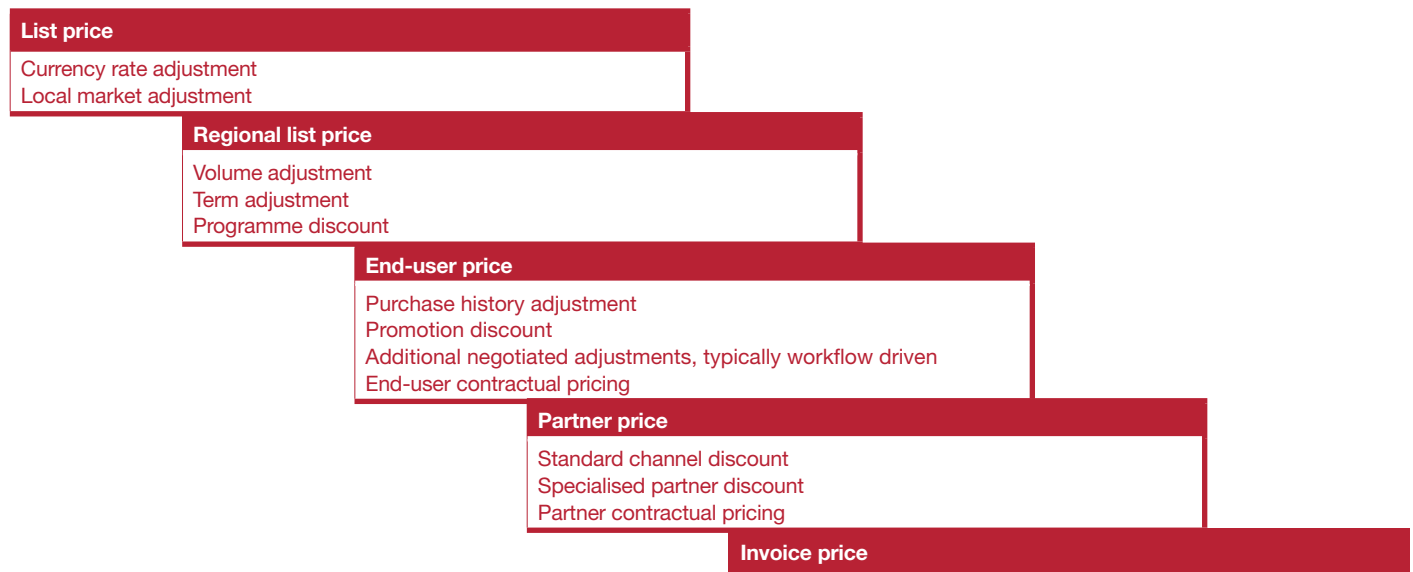 List price
Currency rate adjustment
Local market adjustment
Regional list price
Volume adjustment
Term adjustment
Programme discount
End-user price
Purchase history adjustment
Promotion discount
Additional negotiated adjustments, typically workflow driven
End-user contractual pricing
Partner price
Standard channel discount
Specialised partner discount
Partner contractual pricing
Invoice price